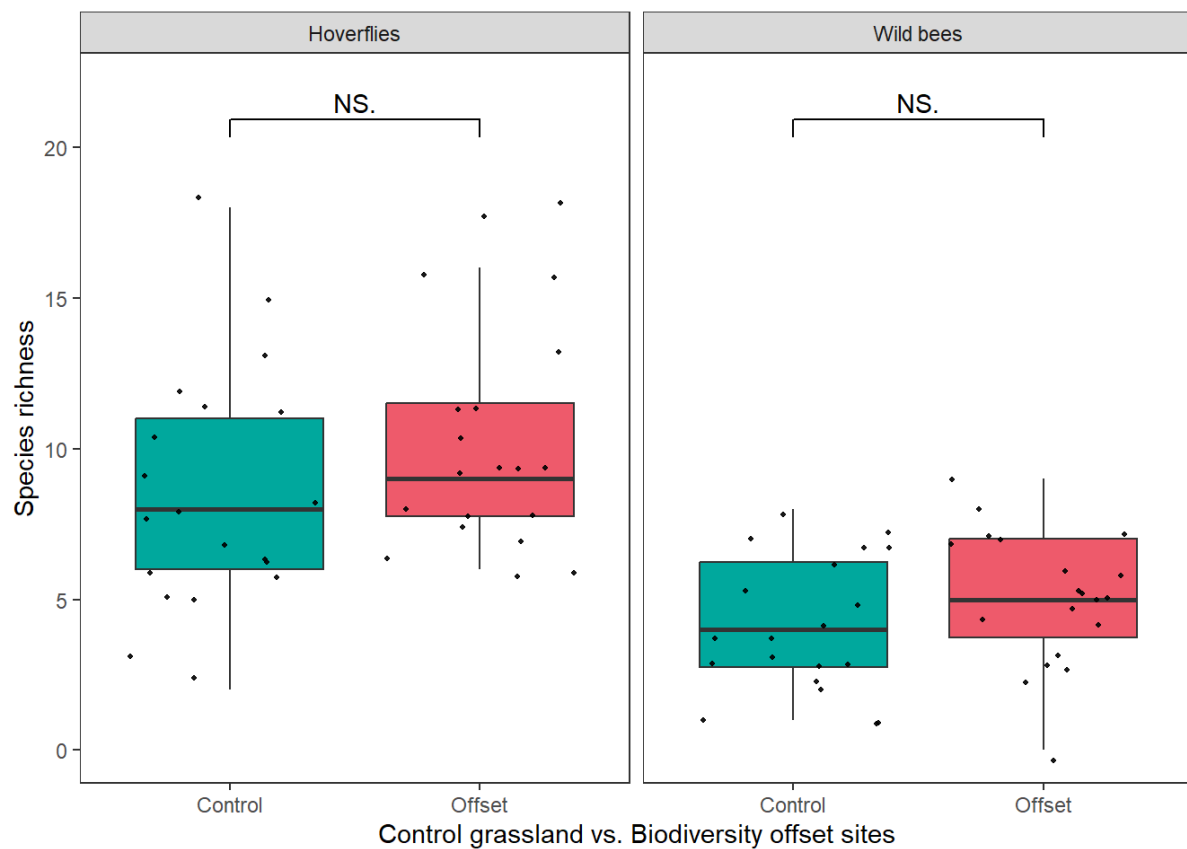 Hoverflies
Wild bees
NS.
NS.
20
15
10
5
0
Species richness
Control
Offset
Control
Offset
Control grassland vs. Biodiversity offset sites